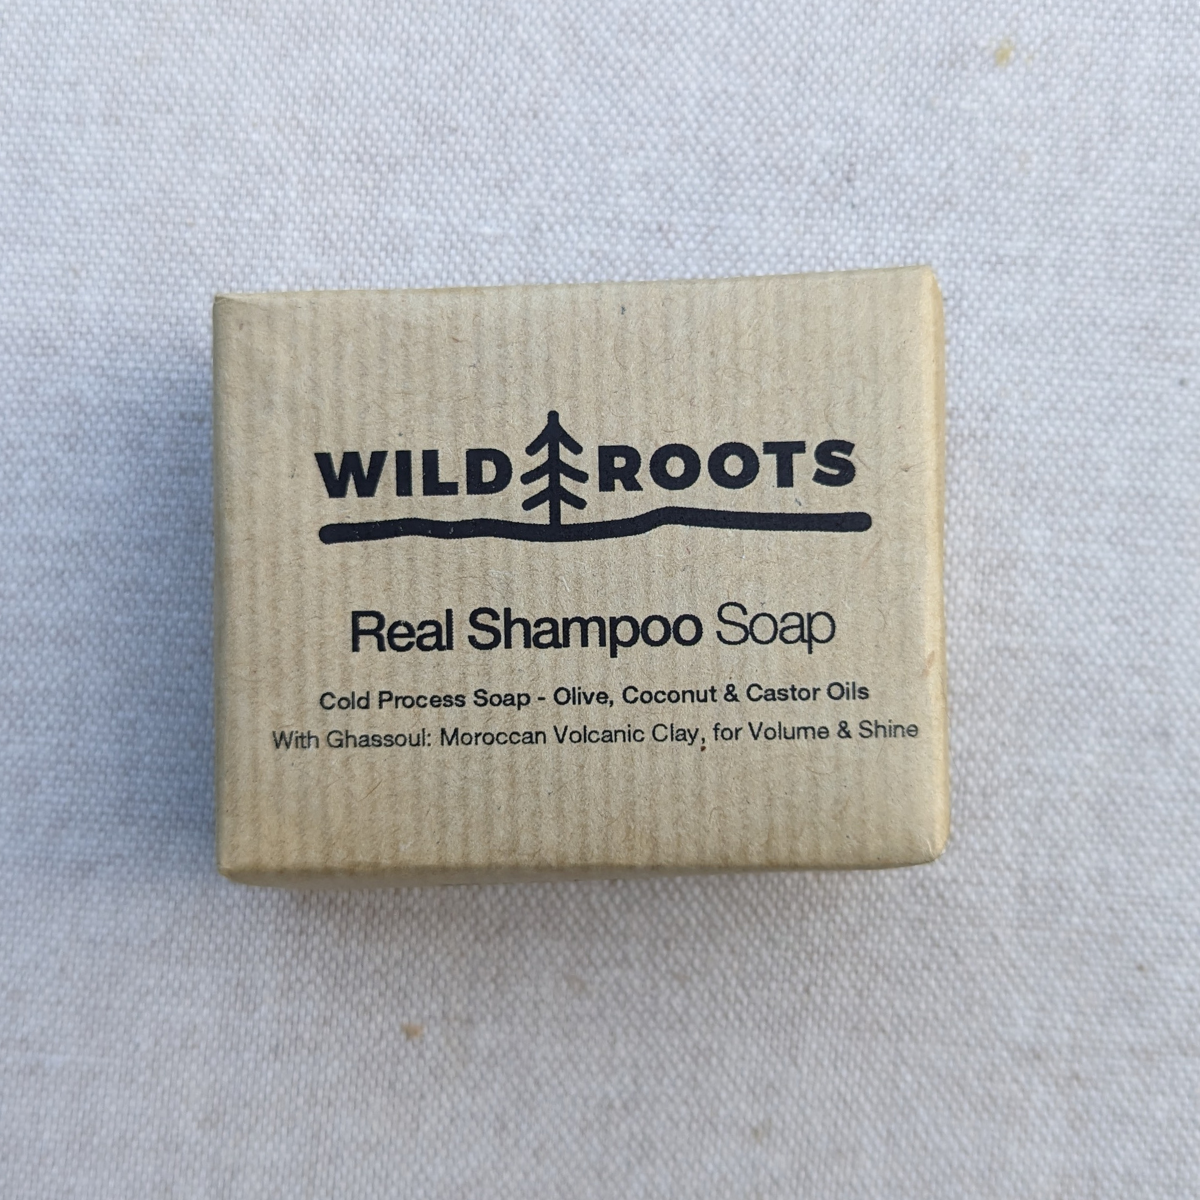 WILD ROOTS
Real Shampoo Soap
Cold Process Soap - Olive, Coconut & Castor Oils
With Ghassoul: Moroccan Volcanic Clay, for Volume & Shine